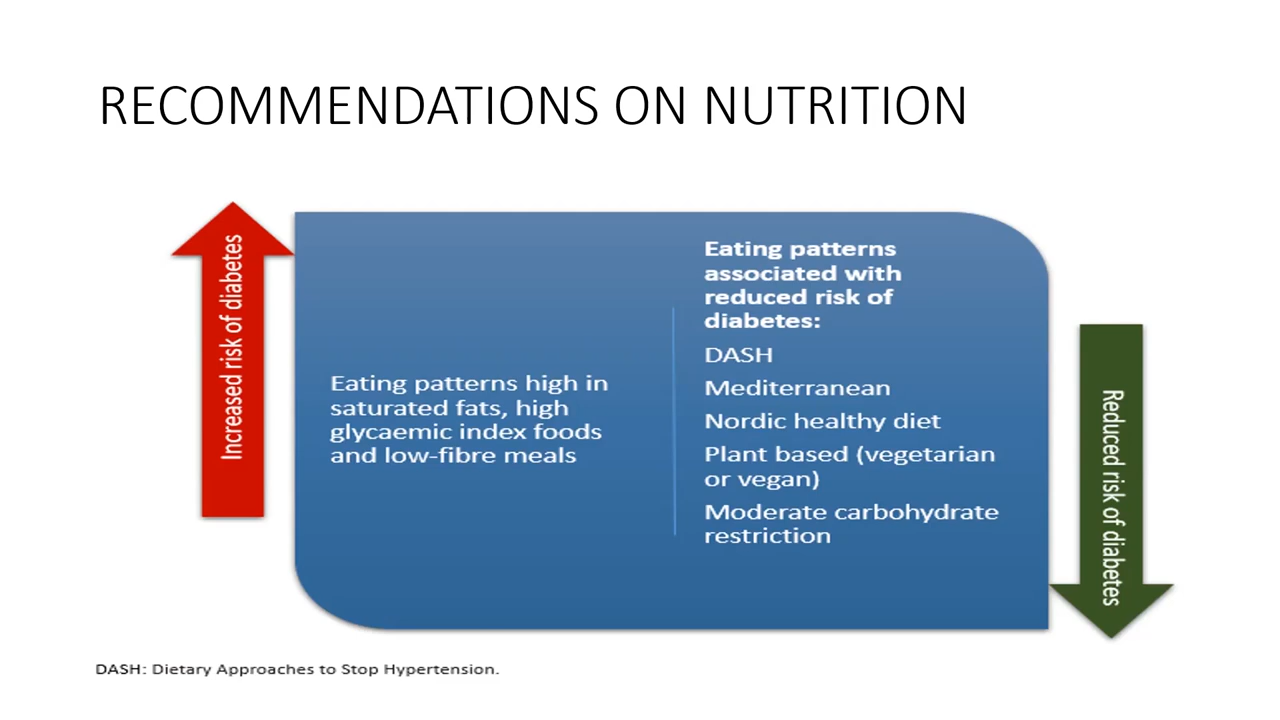 RECOMMENDATIONS ON NUTRITION
Increased risk of diabetes
Eating patterns high in
saturated fats, high
glycaemic index foods
and low-fibre meals
Eating patterns
associated with
reduced risk of
diabetes:
DASH
Mediterranean
Nordic healthy diet
Plant based (vegetarian
or vegan)
Moderate carbohydrate
restriction
Reduced risk of diabetes
DASH: Dietary Approaches to Stop Hypertension.